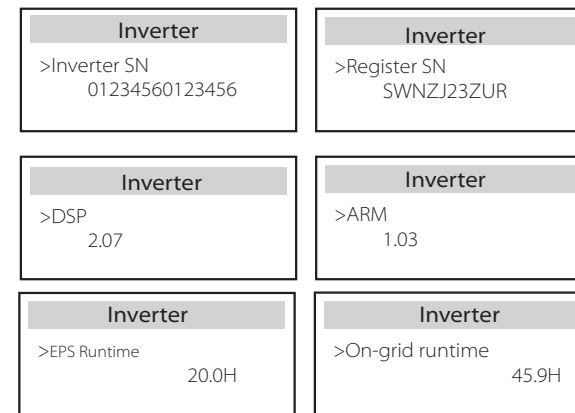 Inverter
>Inverter SN
01234560123456
Inverter
>Register SN
SWNZJ23ZUR
Inverter
>DSP
2.07
Inverter
>ARM
1.03
Inverter
>EPS Runtime
20.0H
Inverter
>On-grid runtime
45.9H